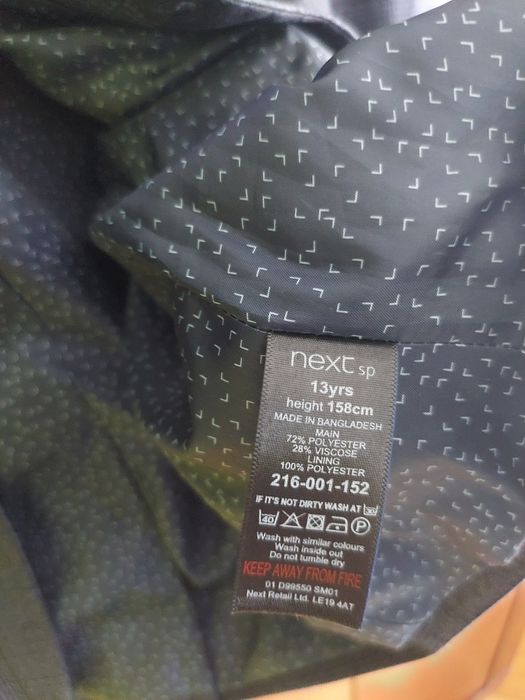 next sp
13yrs
height 158cm
MADE IN BANGLADESH
MAIN
72% POLYESTER
28% VISCOSE
LINING
100% POLYESTER
216-001-152
IF IT'S NOT DIRTY WASH AT 30
40 P
Wash with similar colours
Wash inside out
Do not tumble dry
KEEP AWAY FROM FIRE
01 D99550 SM01
Next Retail Ltd. LE19 4AT